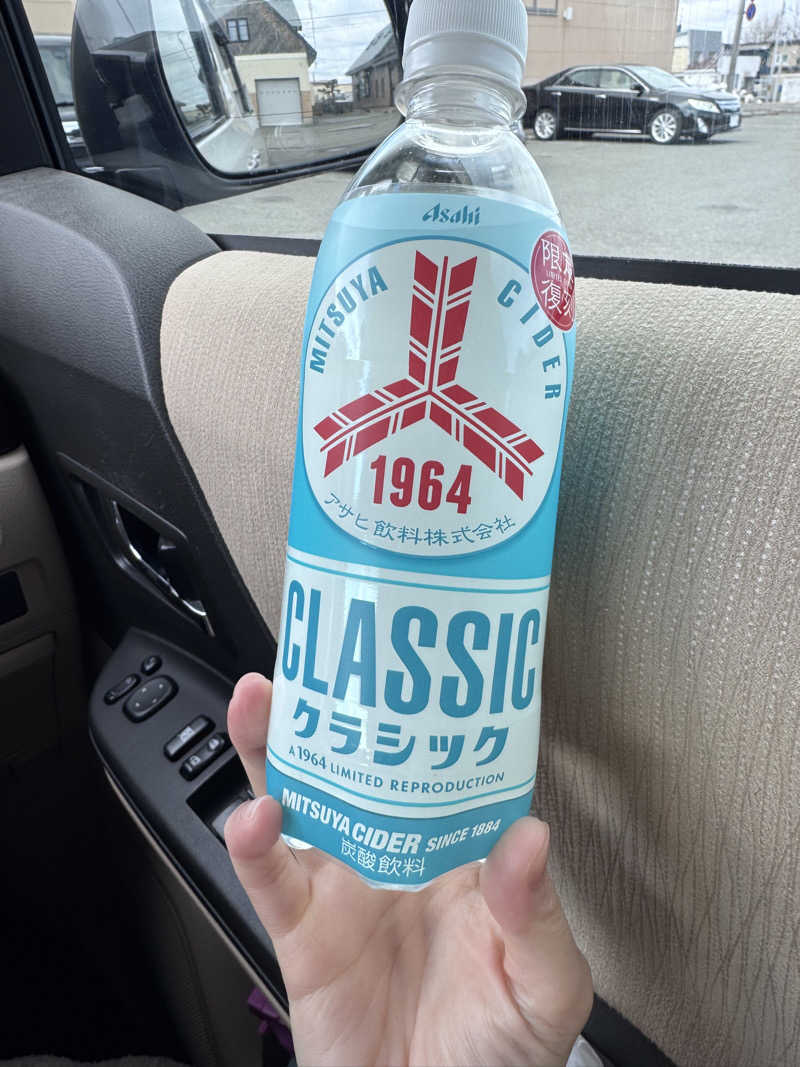 Asahi
MITSUYA CIDER
限定
復刻
1964
アサヒ飲料株式会社
CLASSIC
クラシック
A 1964 LIMITED REPRODUCTION
MITSUYA CIDER SINCE 1884
炭酸飲料